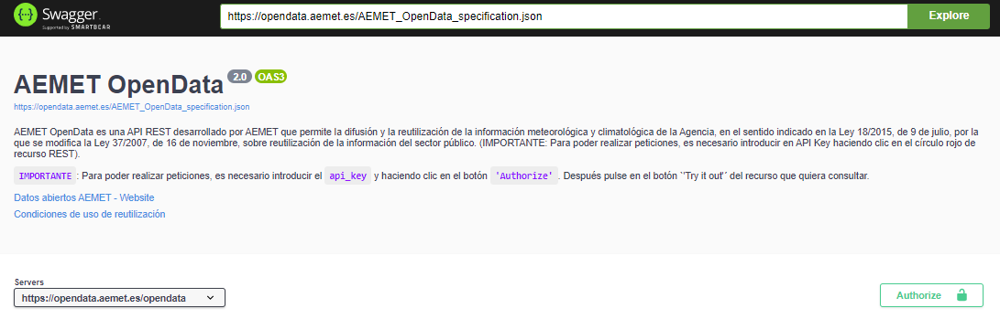 Swagger.
Supported by SMARTBEAR
https://opendata.aemet.es/AEMET_OpenData_specification.json
Explore
AEMET OpenData 2.0 OAS3
https://opendata.aemet.es/AEMET_OpenData_specification.json
AEMET OpenData es una API REST desarrollado por AEMET que permite la difusión y la reutilización de la información meteorológica y climatológica de la Agencia, en el sentido indicado en la Ley 18/2015, de 9 de julio, por la
que se modifica la Ley 37/2007, de 16 de noviembre, sobre reutilización de la información del sector público. (IMPORTANTE: Para poder realizar peticiones, es necesario introducir en API Key haciendo clic en el círculo rojo de
recurso REST).
IMPORTANTE: Para poder realizar peticiones, es necesario introducir el api_key y haciendo clic en el botón 'Authorize'. Después pulse en el botón `'Try it out'´ del recurso que quiera consultar.
Datos abiertos AEMET - Website
Condiciones de uso de reutilización
Servers
https://opendata.aemet.es/opendata
Authorize